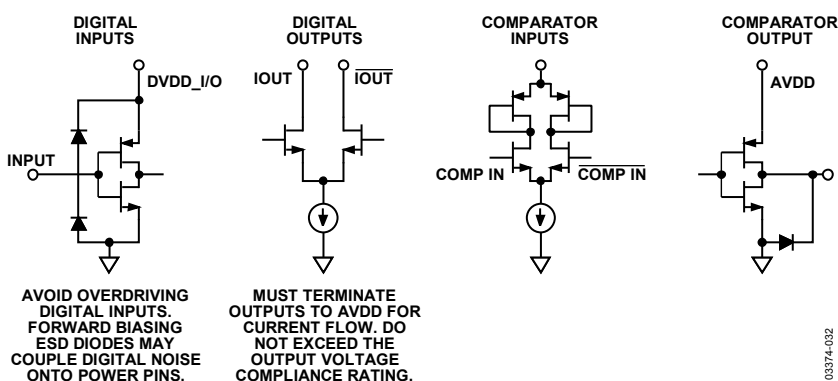 DIGITAL
INPUTS
DVDD_I/O
INPUT
AVOID OVERDRIVING
DIGITAL INPUTS.
FORWARD BIASING
ESD DIODES MAY
COUPLE DIGITAL NOISE
ONTO POWER PINS.
DIGITAL
OUTPUTS
IOUT
IOUT
MUST TERMINATE
OUTPUTS TO AVDD FOR
CURRENT FLOW. DO
NOT EXCEED THE
OUTPUT VOLTAGE
COMPLIANCE RATING.
COMPARATOR
INPUTS
COMP IN
COMP IN
COMPARATOR
OUTPUT
AVDD
03374-032